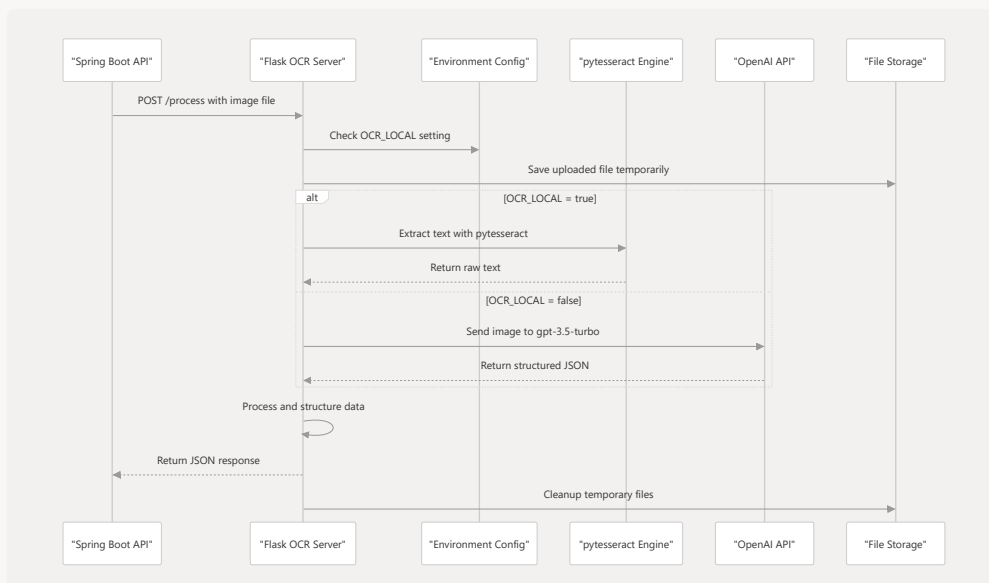 "Spring Boot API"
"Flask OCR Server"
"Environment Config"
"pytesseract Engine"
"OpenAI API"
"File Storage"
POST /process with image file
Check OCR_LOCAL setting
Save uploaded file temporarily
alt
[OCR_LOCAL = true]
Extract text with pytesseract
Return raw text
[OCR_LOCAL = false]
Send image to gpt-3.5-turbo
Return structured JSON
Process and structure data
Return JSON response
Cleanup temporary files
"Spring Boot API"
"Flask OCR Server"
"Environment Config"
"pytesseract Engine"
"OpenAI API"
"File Storage"